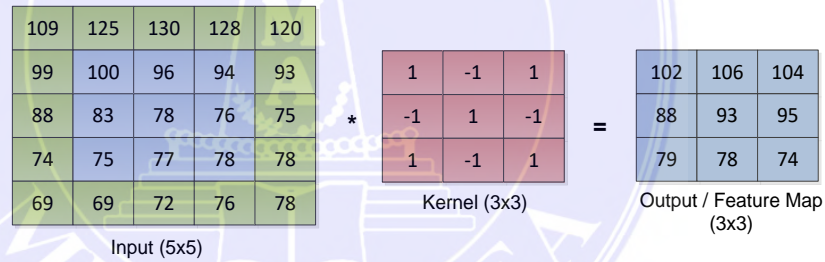 109 125 130 128 120
99 100 96 94 93
88 83 78 76 75
74 75 77 78 78
69 69 72 76 78
Input (5x5)
*
1 -1 1
-1 1 -1
1 -1 1
Kernel (3x3)
=
102 106 104
88 93 95
79 78 74
Output / Feature Map
(3x3)